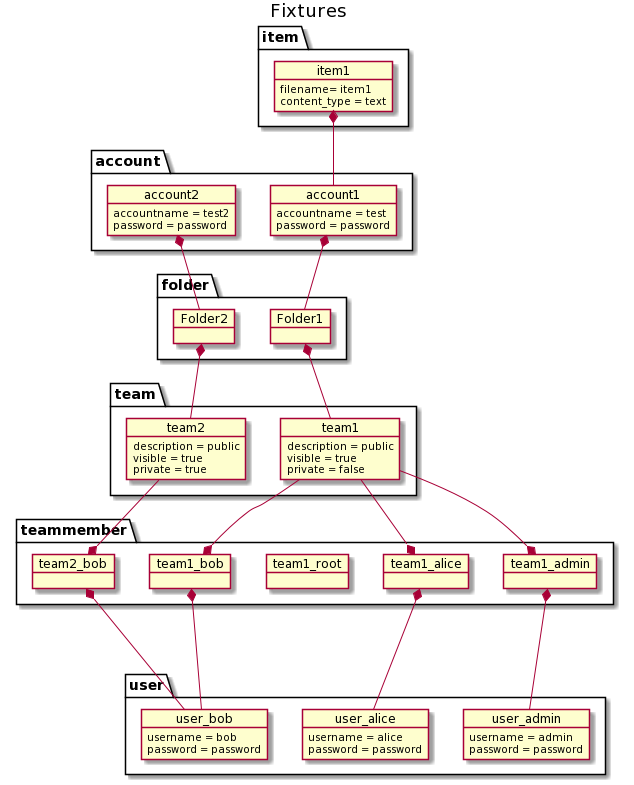 Fixtures
item
item1
filename= item1
content_type = text
account
account2
accountname = test2
password = password
account1
accountname = test
password = password
folder
Folder2
Folder1
team
team2
description = public
visible = true
private = true
team1
description = public
visible = true
private = false
teammember
team2_bob
team1_bob
team1_root
team1_alice
team1_admin
user
user_bob
username = bob
password = password
user_alice
username = alice
password = password
user_admin
username = admin
password = password